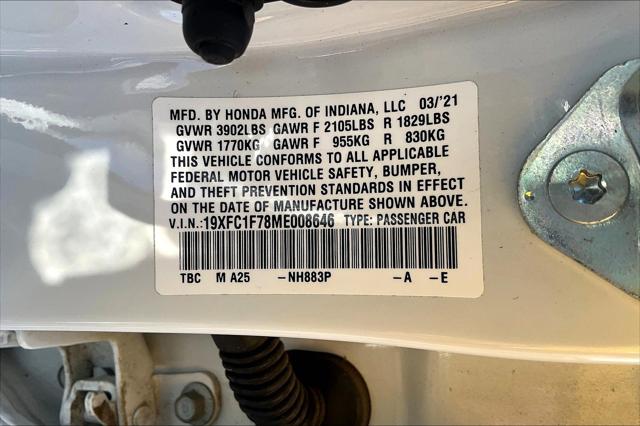 MFD. BY HONDA MFG. OF INDIANA, LLC 03/'21
GVWR 3902LBS GAWR F 2105LBS R 1829LBS
GVWR 1770KG GAWR F 955KG R 830KG
THIS VEHICLE CONFORMS TO ALL APPLICABLE
FEDERAL MOTOR VEHICLE SAFETY, BUMPER,
AND THEFT PREVENTION STANDARDS IN EFFECT
ON THE DATE OF MANUFACTURE SHOWN ABOVE.
V.I.N.:19XFC1F78ME008646 TYPE: PASSENGER CAR
TBC M A25 -NH883P -A -E